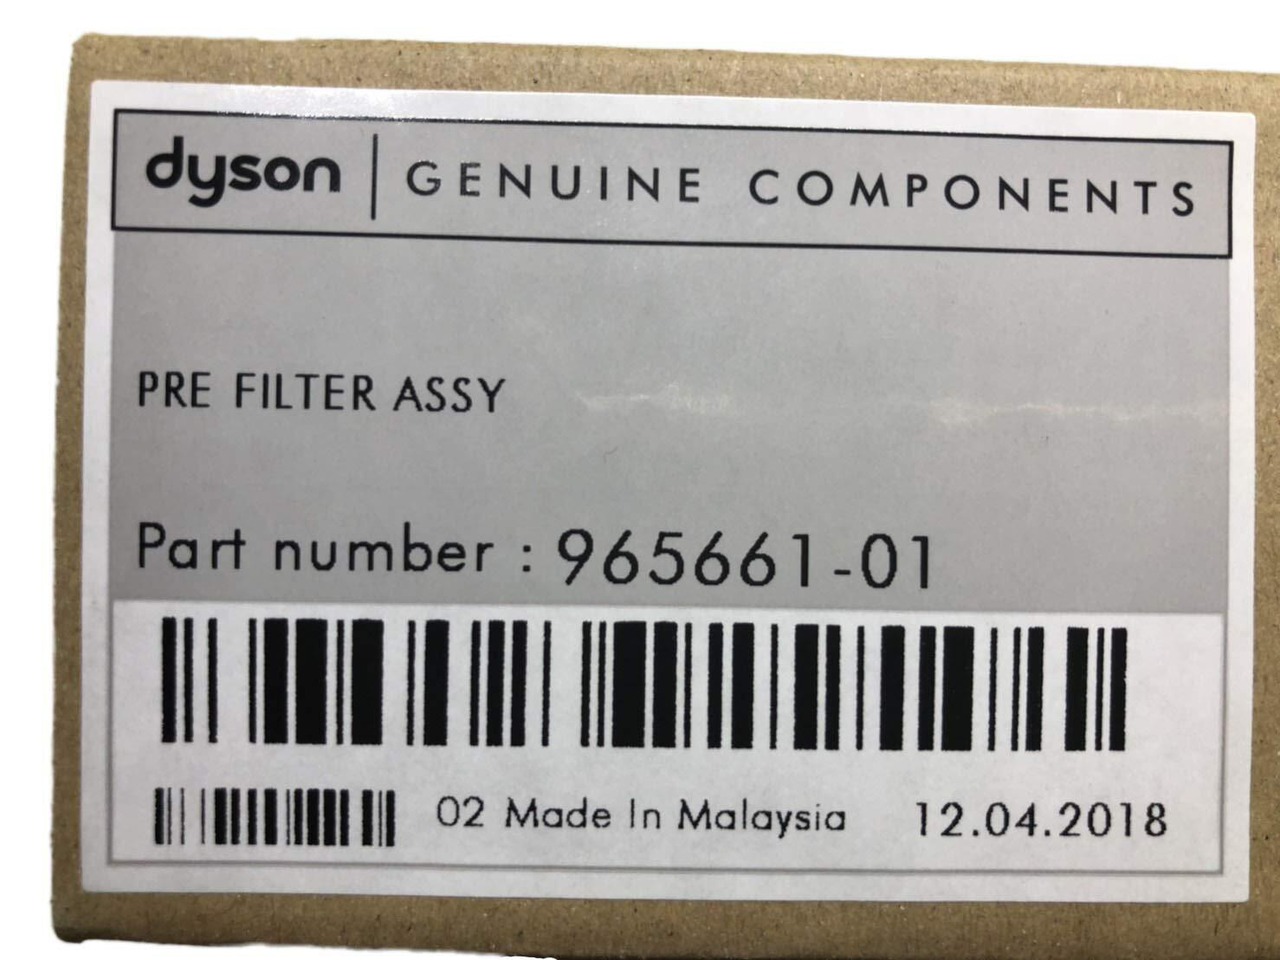 dyson | GENUINE COMPONENTS
PRE FILTER ASSY
Part number : 965661-01
02 Made In Malaysia 12.04.2018